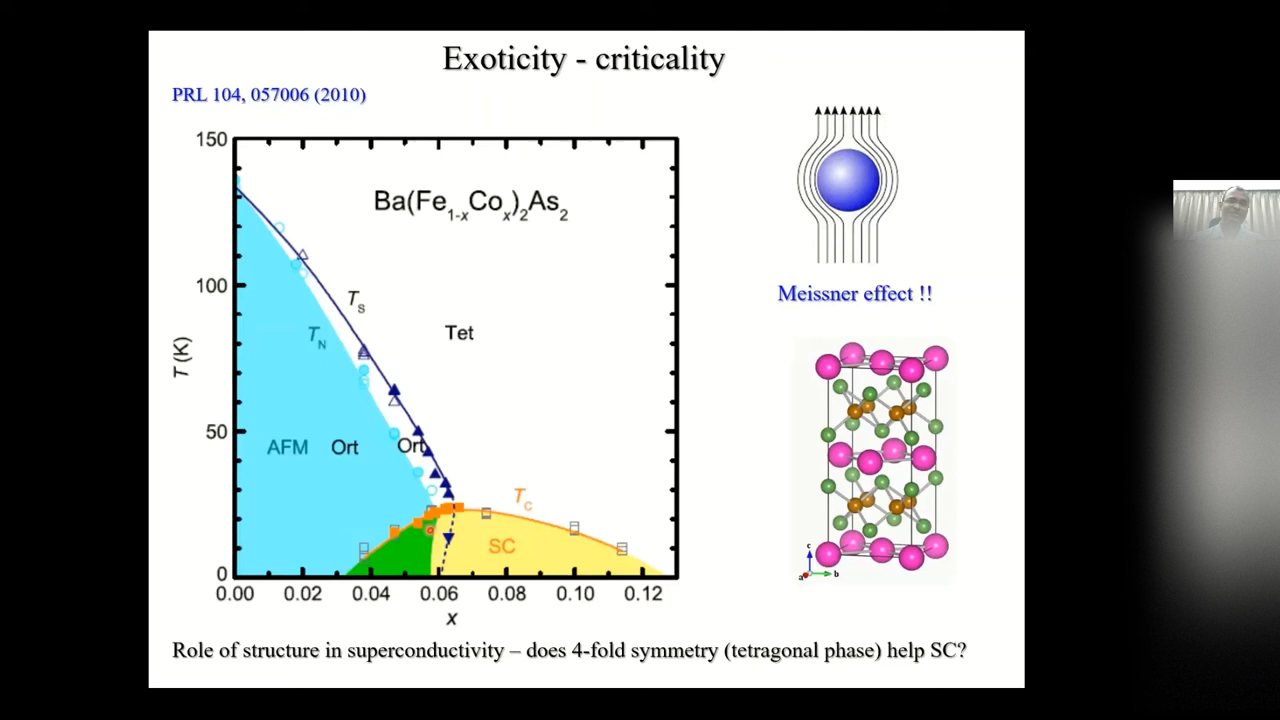 Exoticity - criticality
PRL 104, 057006 (2010)
150
100
50
0
T(K)
Ba(Fe1-xCox)2As2
TS
TN
Tet
AFM Ort Ort
TC
SC
0.00 0.02 0.04 0.06 0.08 0.10 0.12
x
Meissner effect !!
c
a b
Role of structure in superconductivity – does 4-fold symmetry (tetragonal phase) help SC?